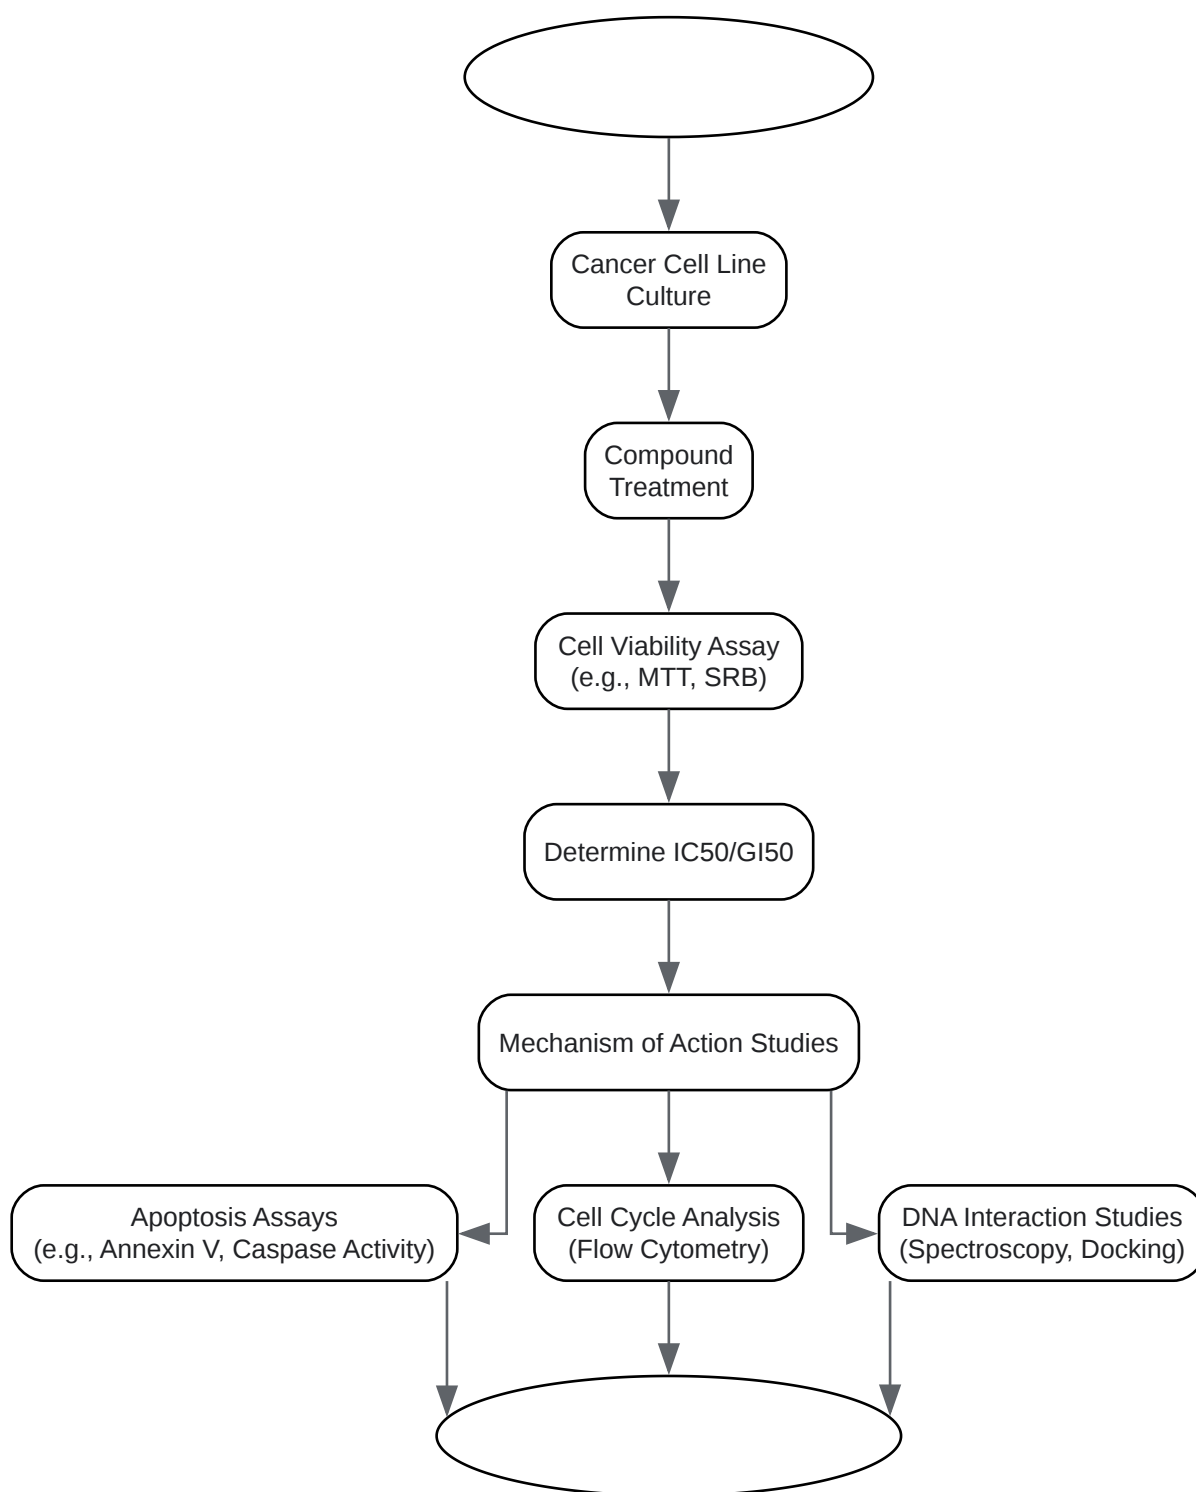 Cancer Cell Line
Culture
Compound
Treatment
Cell Viability Assay
(e.g., MTT, SRB)
Determine IC50/GI50
Mechanism of Action Studies
Apoptosis Assays
(e.g., Annexin V, Caspase Activity)
Cell Cycle Analysis
(Flow Cytometry)
DNA Interaction Studies
(Spectroscopy, Docking)